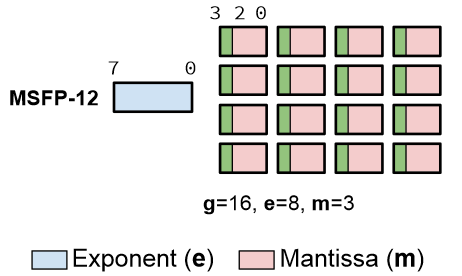 3 2 0
7 0
MSFP-12
g=16, e=8, m=3
Exponent (e) Mantissa (m)